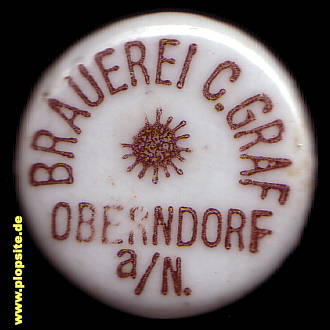 BRAUEREI C. GRAF
OBERNDORF
a/N.
www.plopsite.de